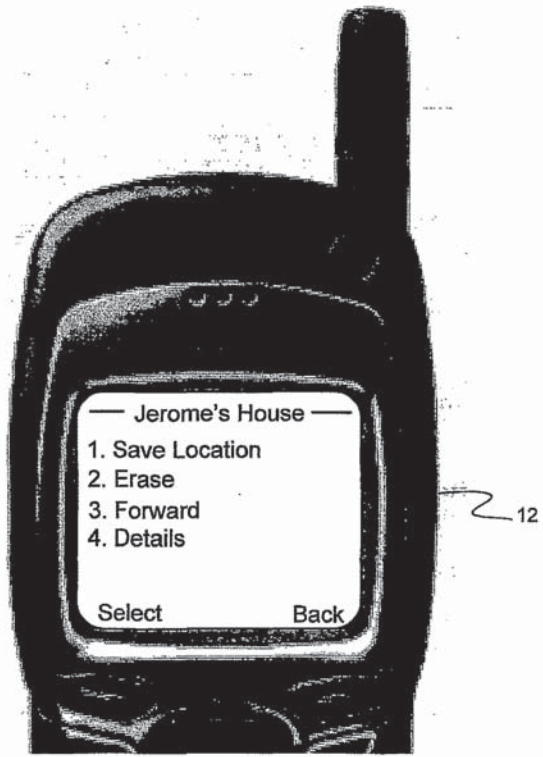 Jerome's House
1. Save Location
2. Erase
3. Forward
4. Details
Select Back
12